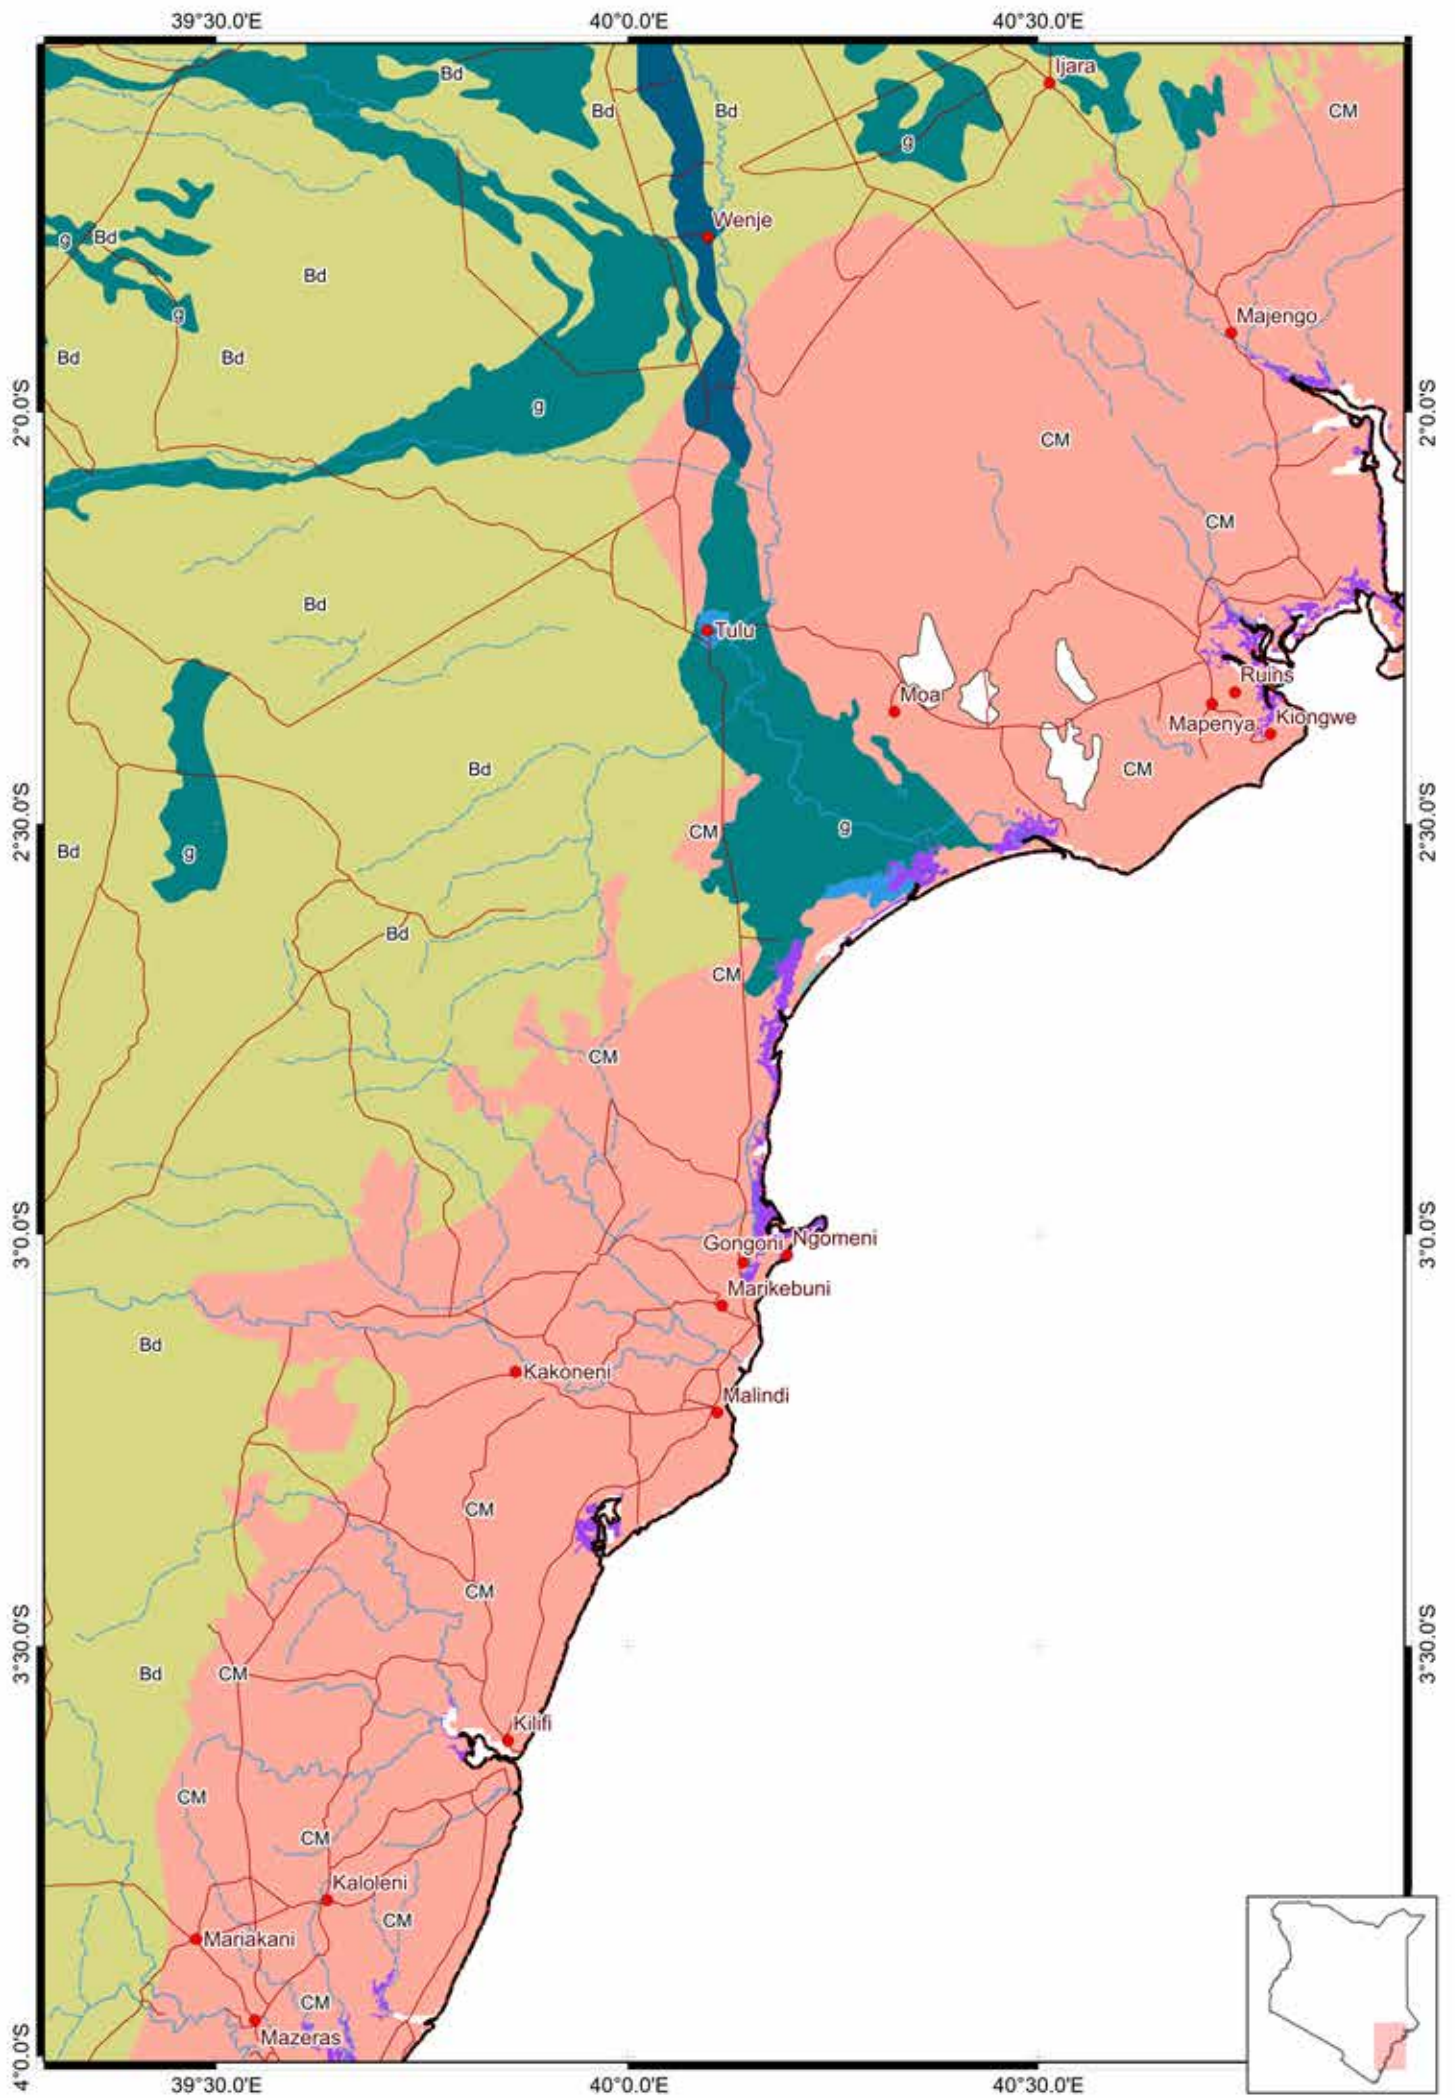 39°30.0'E 40°0.0'E 40°30.0'E
Ijara
Bd
Bd Bd CM
g
Wenje
g Bd
Bd
g
Majengo
Bd Bd
2°0.0'S 2°0.0'S
g
CM
CM
Bd
Tulu
Ruins
Moa
Mapenya Kiongwe
Bd CM
2°30.0'S 2°30.0'S
CM g
Bd g
Bd
CM
CM
3°0.0'S 3°0.0'S
Gongoni Ngomeni
Marikebuni
Bd
Kakoneni
Malindi
CM
CM
3°30.0'S 3°30.0'S
Bd CM
Kilifi
CM
CM
Kaloleni
CM
Mariakani
CM
Mazeras
4°0.0'S
39°30.0'E 40°0.0'E 40°30.0'E